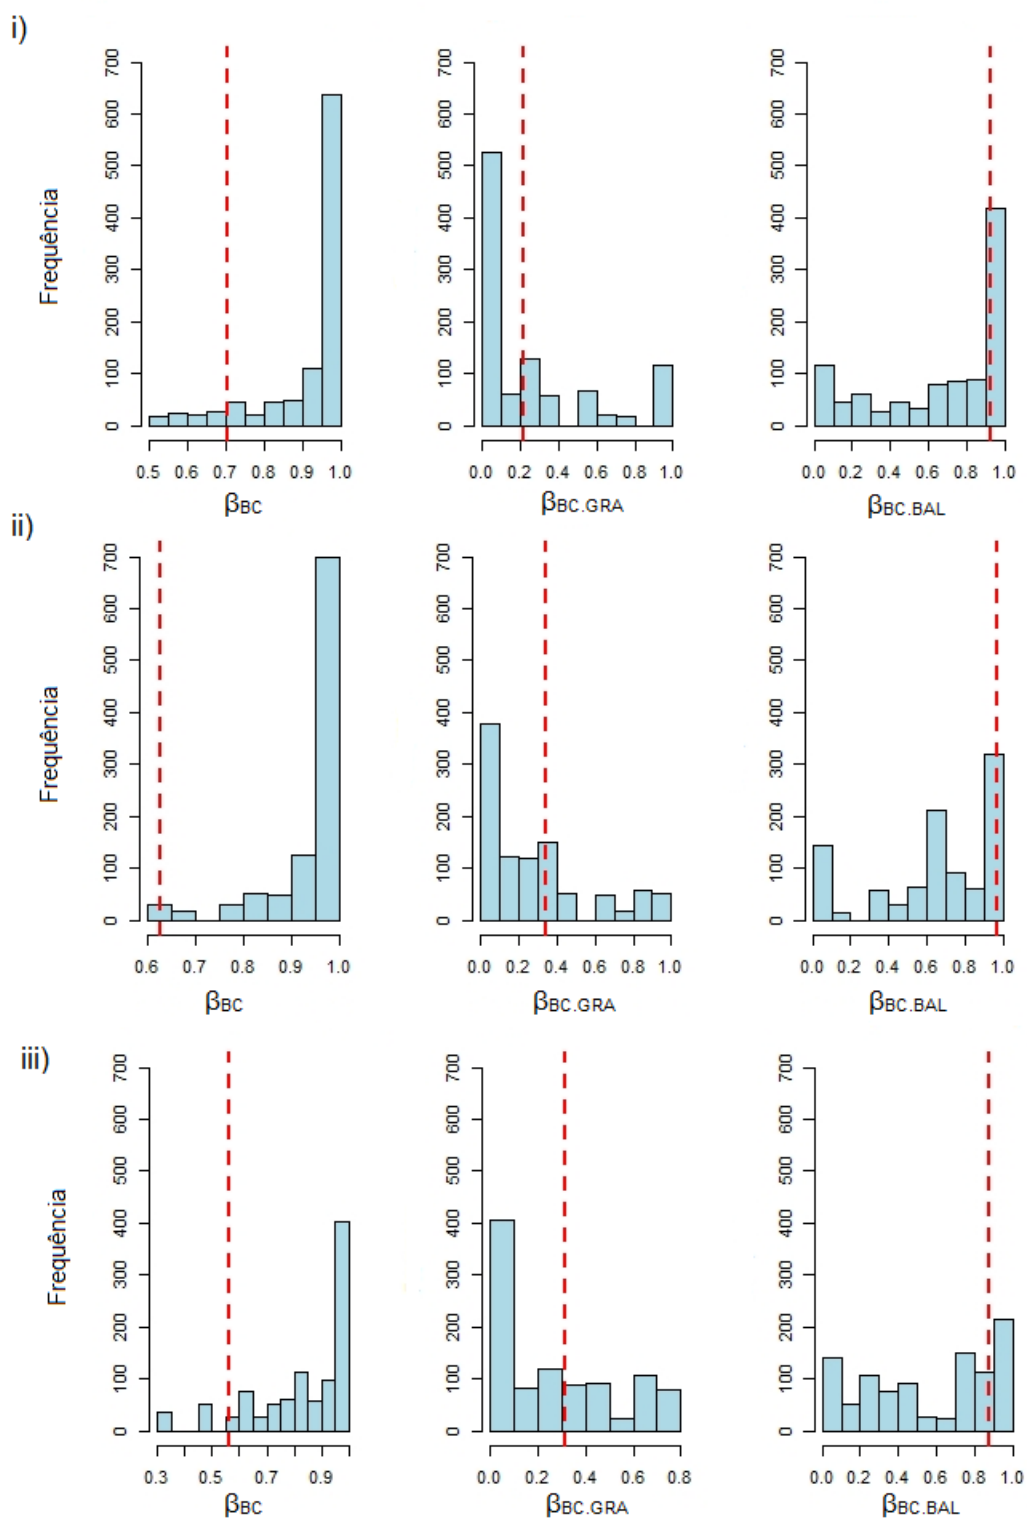 i)
700 700 700
600 600 600
500 500 500
400 400 400
300 300 300
200 200 200
100 100 100
0 0 0
Frequência
0.5 0.6 0.7 0.8 0.9 1.0 0.0 0.2 0.4 0.6 0.8 1.0 0.0 0.2 0.4 0.6 0.8 1.0
βBC βBC.GRA βBC.BAL
ii)
700 700 700
600 600 600
500 500 500
400 400 400
300 300 300
200 200 200
100 100 100
0 0 0
Frequência
0.6 0.7 0.8 0.9 1.0 0.0 0.2 0.4 0.6 0.8 1.0 0.0 0.2 0.4 0.6 0.8 1.0
βBC βBC.GRA βBC.BAL
iii)
700 700 700
600 600 600
500 500 500
400 400 400
300 300 300
200 200 200
100 100 100
0 0 0
Frequência
0.3 0.5 0.7 0.9 0.0 0.2 0.4 0.6 0.8 0.0 0.2 0.4 0.6 0.8 1.0
βBC βBC.GRA βBC.BAL